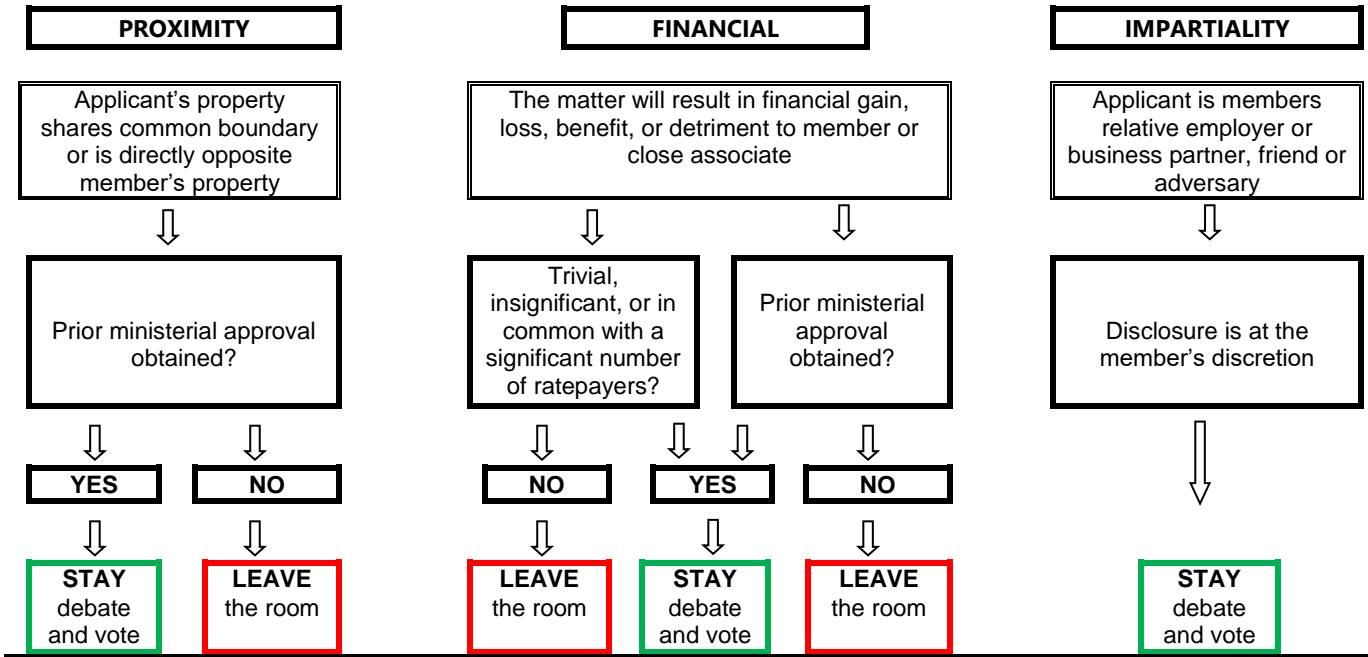 PROXIMITY
FINANCIAL
IMPARTIALITY
Applicant's property
shares common boundary
or is directly opposite
member's property
The matter will result in financial gain,
loss, benefit, or detriment to member or
close associate
Applicant is members
relative employer or
business partner, friend or
adversary
Prior ministerial approval
obtained?
Trivial,
insignificant, or in
common with a
significant number
of ratepayers?
Prior ministerial
approval
obtained?
Disclosure is at the
member's discretion
YES
NO
NO
YES
NO
STAY
debate
and vote
LEAVE
the room
LEAVE
the room
STAY
debate
and vote
LEAVE
the room
STAY
debate
and vote